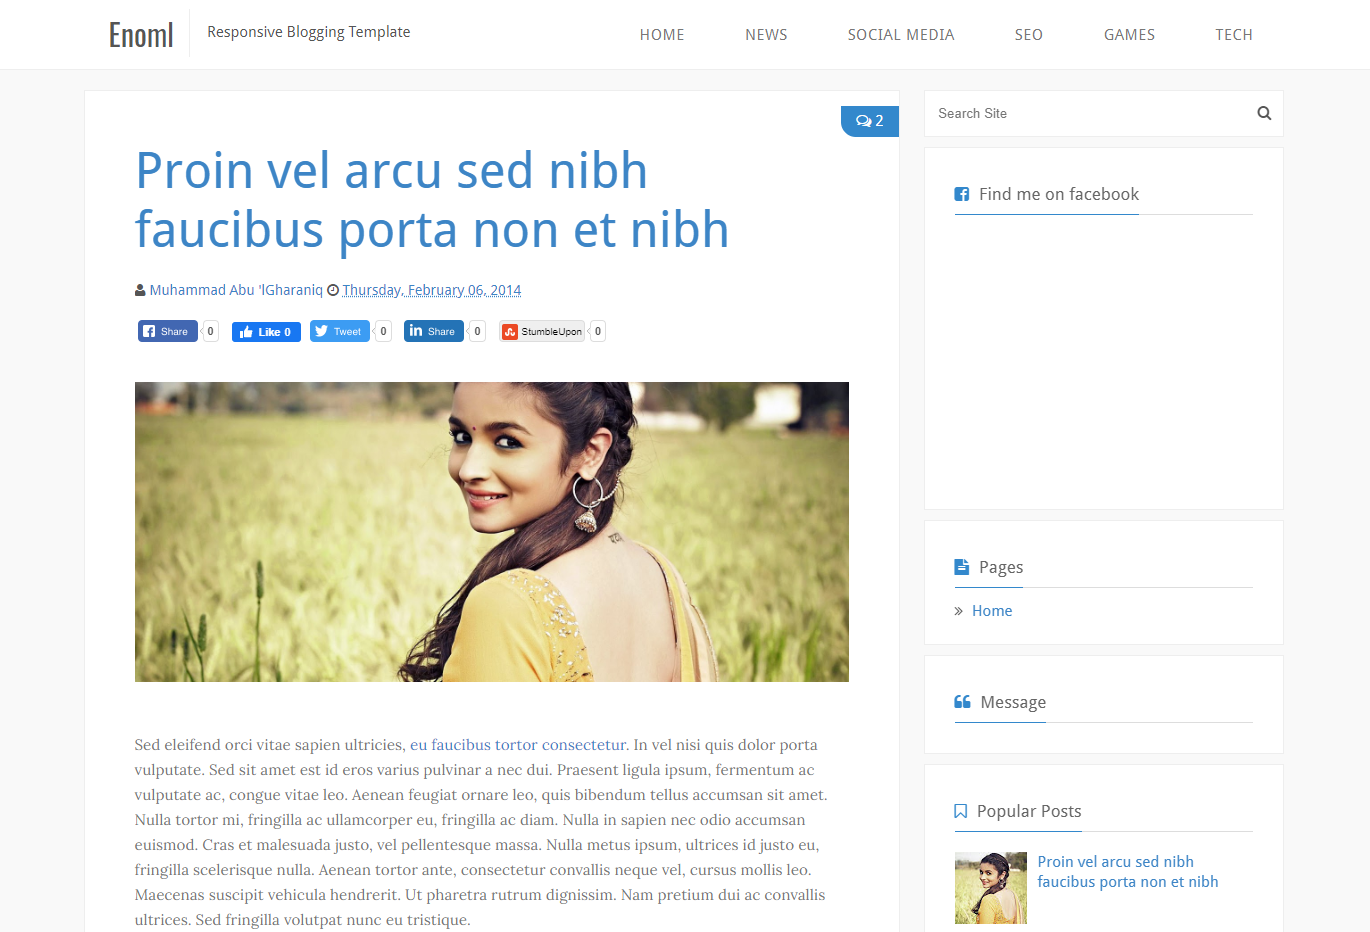 Enoml
Responsive Blogging Template
HOME NEWS SOCIAL MEDIA SEO GAMES TECH
2
Proin vel arcu sed nibh
faucibus porta non et nibh
Muhammad Abu 'lGharaniq Thursday, February 06, 2014
Share 0 Like 0 Tweet 0 Share 0 StumbleUpon 0
Sed eleifend orci vitae sapien ultricies, eu faucibus tortor consectetur. In vel nisi quis dolor porta
vulputate. Sed sit amet est id eros varius pulvinar a nec dui. Praesent ligula ipsum, fermentum ac
vulputate ac, congue vitae leo. Aenean feugiat ornare leo, quis bibendum tellus accumsan sit amet.
Nulla tortor mi, fringilla ac ullamcorper eu, fringilla ac diam. Nulla in sapien nec odio accumsan
euismod. Cras et malesuada justo, vel pellentesque massa. Nulla metus ipsum, ultrices id justo eu,
fringilla scelerisque nulla. Aenean tortor ante, consectetur convallis neque vel, cursus mollis leo.
Maecenas suscipit vehicula hendrerit. Ut pharetra rutrum dignissim. Nam pretium dui ac convallis
ultrices. Sed fringilla volutpat nunc eu tristique.
Search Site
Find me on facebook
Pages
Home
Message
Popular Posts
Proin vel arcu sed nibh
faucibus porta non et nibh